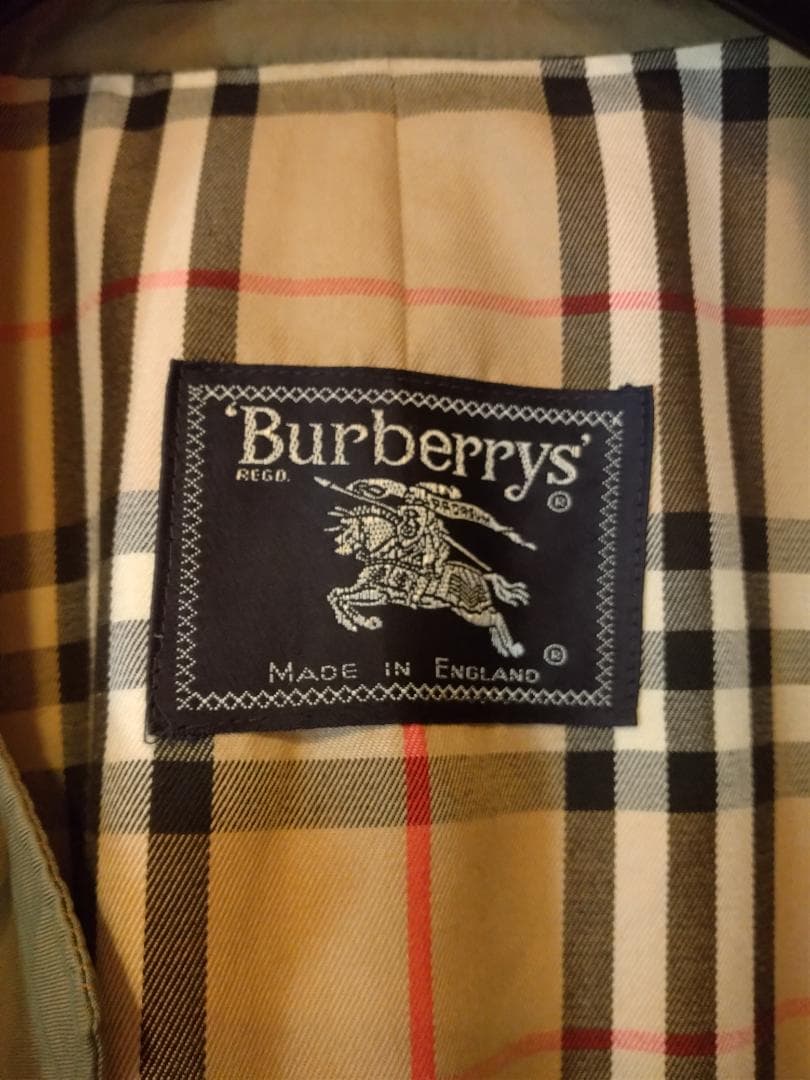 'Burberrys'
REGD.
®
®
MADE IN ENGLAND